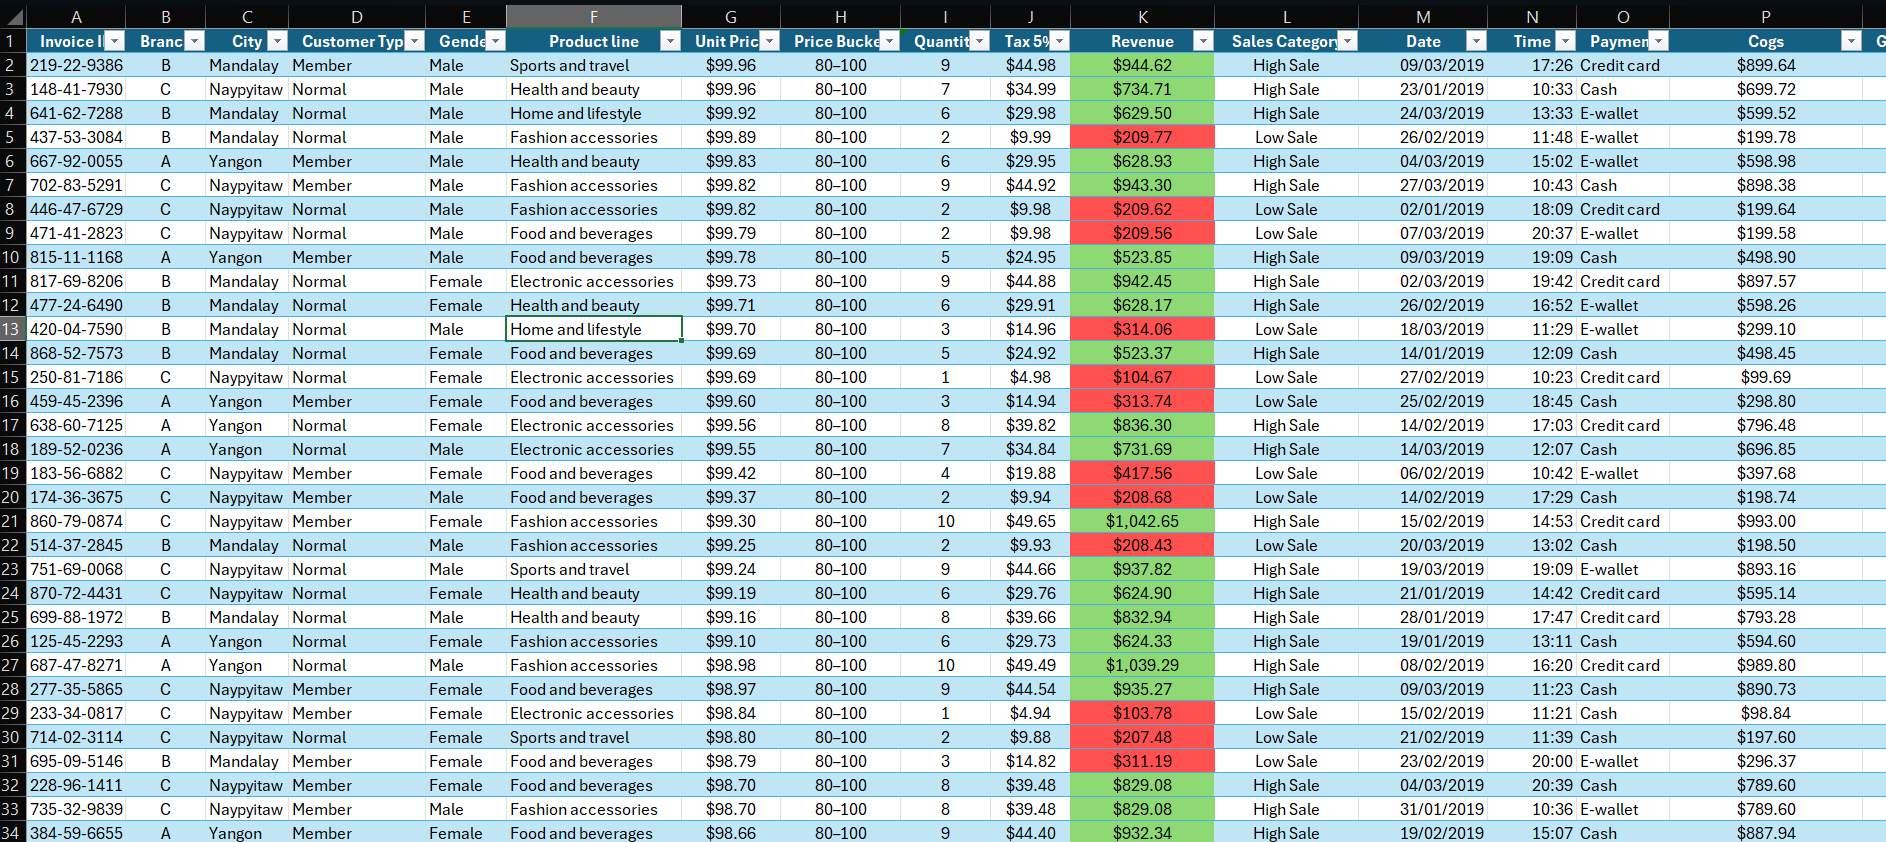 A B C D E F G H I J K L M N O P
1 Invoice I Branc City Customer Typ Gende Product line Unit Pric Price Bucke Quantit Tax 5% Revenue Sales Category Date Time Paymen Cogs G
2 219-22-9386 B Mandalay Member Male Sports and travel $99.96 80–100 9 $44.98 $944.62 High Sale 09/03/2019 17:26 Credit card $899.64
3 148-41-7930 C Naypyitaw Normal Male Health and beauty $99.96 80–100 7 $34.99 $734.71 High Sale 23/01/2019 10:33 Cash $699.72
4 641-62-7288 B Mandalay Normal Male Home and lifestyle $99.92 80–100 6 $29.98 $629.50 High Sale 24/03/2019 13:33 E-wallet $599.52
5 437-53-3084 B Mandalay Normal Male Fashion accessories $99.89 80–100 2 $9.99 $209.77 Low Sale 26/02/2019 11:48 E-wallet $199.78
6 667-92-0055 A Yangon Member Male Health and beauty $99.83 80–100 6 $29.95 $628.93 High Sale 04/03/2019 15:02 E-wallet $598.98
7 702-83-5291 C Naypyitaw Member Male Fashion accessories $99.82 80–100 9 $44.92 $943.30 High Sale 27/03/2019 10:43 Cash $898.38
8 446-47-6729 C Naypyitaw Normal Male Fashion accessories $99.82 80–100 2 $9.98 $209.62 Low Sale 02/01/2019 18:09 Credit card $199.64
9 471-41-2823 C Naypyitaw Normal Male Food and beverages $99.79 80–100 2 $9.98 $209.56 Low Sale 07/03/2019 20:37 E-wallet $199.58
10 815-11-1168 A Yangon Member Male Food and beverages $99.78 80–100 5 $24.95 $523.85 High Sale 09/03/2019 19:09 Cash $498.90
11 817-69-8206 B Mandalay Normal Female Electronic accessories $99.73 80–100 9 $44.88 $942.45 High Sale 02/03/2019 19:42 Credit card $897.57
12 477-24-6490 B Mandalay Normal Female Health and beauty $99.71 80–100 6 $29.91 $628.17 High Sale 26/02/2019 16:52 E-wallet $598.26
13 420-04-7590 B Mandalay Normal Male Home and lifestyle $99.70 80–100 3 $14.96 $314.06 Low Sale 18/03/2019 11:29 E-wallet $299.10
14 868-52-7573 B Mandalay Normal Female Food and beverages $99.69 80–100 5 $24.92 $523.37 High Sale 14/01/2019 12:09 Cash $498.45
15 250-81-7186 C Naypyitaw Normal Female Electronic accessories $99.69 80–100 1 $4.98 $104.67 Low Sale 27/02/2019 10:23 Credit card $99.69
16 459-45-2396 A Yangon Member Female Food and beverages $99.60 80–100 3 $14.94 $313.74 Low Sale 25/02/2019 18:45 Cash $298.80
17 638-60-7125 A Yangon Normal Female Electronic accessories $99.56 80–100 8 $39.82 $836.30 High Sale 14/02/2019 17:03 Credit card $796.48
18 189-52-0236 A Yangon Normal Male Electronic accessories $99.55 80–100 7 $34.84 $731.69 High Sale 14/03/2019 12:07 Cash $696.85
19 183-56-6882 C Naypyitaw Member Female Food and beverages $99.42 80–100 4 $19.88 $417.56 Low Sale 06/02/2019 10:42 E-wallet $397.68
20 174-36-3675 C Naypyitaw Member Male Food and beverages $99.37 80–100 2 $9.94 $208.68 Low Sale 14/02/2019 17:29 Cash $198.74
21 860-79-0874 C Naypyitaw Member Female Fashion accessories $99.30 80–100 10 $49.65 $1,042.65 High Sale 15/02/2019 14:53 Credit card $993.00
22 514-37-2845 B Mandalay Normal Male Fashion accessories $99.25 80–100 2 $9.93 $208.43 Low Sale 20/03/2019 13:02 Cash $198.50
23 751-69-0068 C Naypyitaw Normal Male Sports and travel $99.24 80–100 9 $44.66 $937.82 High Sale 19/03/2019 19:09 E-wallet $893.16
24 870-72-4431 C Naypyitaw Normal Female Health and beauty $99.19 80–100 6 $29.76 $624.90 High Sale 21/01/2019 14:42 Credit card $595.14
25 699-88-1972 B Mandalay Normal Male Health and beauty $99.16 80–100 8 $39.66 $832.94 High Sale 28/01/2019 17:47 Credit card $793.28
26 125-45-2293 A Yangon Normal Female Fashion accessories $99.10 80–100 6 $29.73 $624.33 High Sale 19/01/2019 13:11 Cash $594.60
27 687-47-8271 A Yangon Normal Male Fashion accessories $98.98 80–100 10 $49.49 $1,039.29 High Sale 08/02/2019 16:20 Credit card $989.80
28 277-35-5865 C Naypyitaw Member Female Food and beverages $98.97 80–100 9 $44.54 $935.27 High Sale 09/03/2019 11:23 Cash $890.73
29 233-34-0817 C Naypyitaw Member Female Electronic accessories $98.84 80–100 1 $4.94 $103.78 Low Sale 15/02/2019 11:21 Cash $98.84
30 714-02-3114 C Naypyitaw Normal Female Sports and travel $98.80 80–100 2 $9.88 $207.48 Low Sale 21/02/2019 11:39 Cash $197.60
31 695-09-5146 B Mandalay Member Female Food and beverages $98.79 80–100 3 $14.82 $311.19 Low Sale 23/02/2019 20:00 E-wallet $296.37
32 228-96-1411 C Naypyitaw Member Female Food and beverages $98.70 80–100 8 $39.48 $829.08 High Sale 04/03/2019 20:39 Cash $789.60
33 735-32-9839 C Naypyitaw Member Male Fashion accessories $98.70 80–100 8 $39.48 $829.08 High Sale 31/01/2019 10:36 E-wallet $789.60
34 384-59-6655 A Yangon Member Female Food and beverages $98.66 80–100 9 $44.40 $932.34 High Sale 19/02/2019 15:07 Cash $887.94